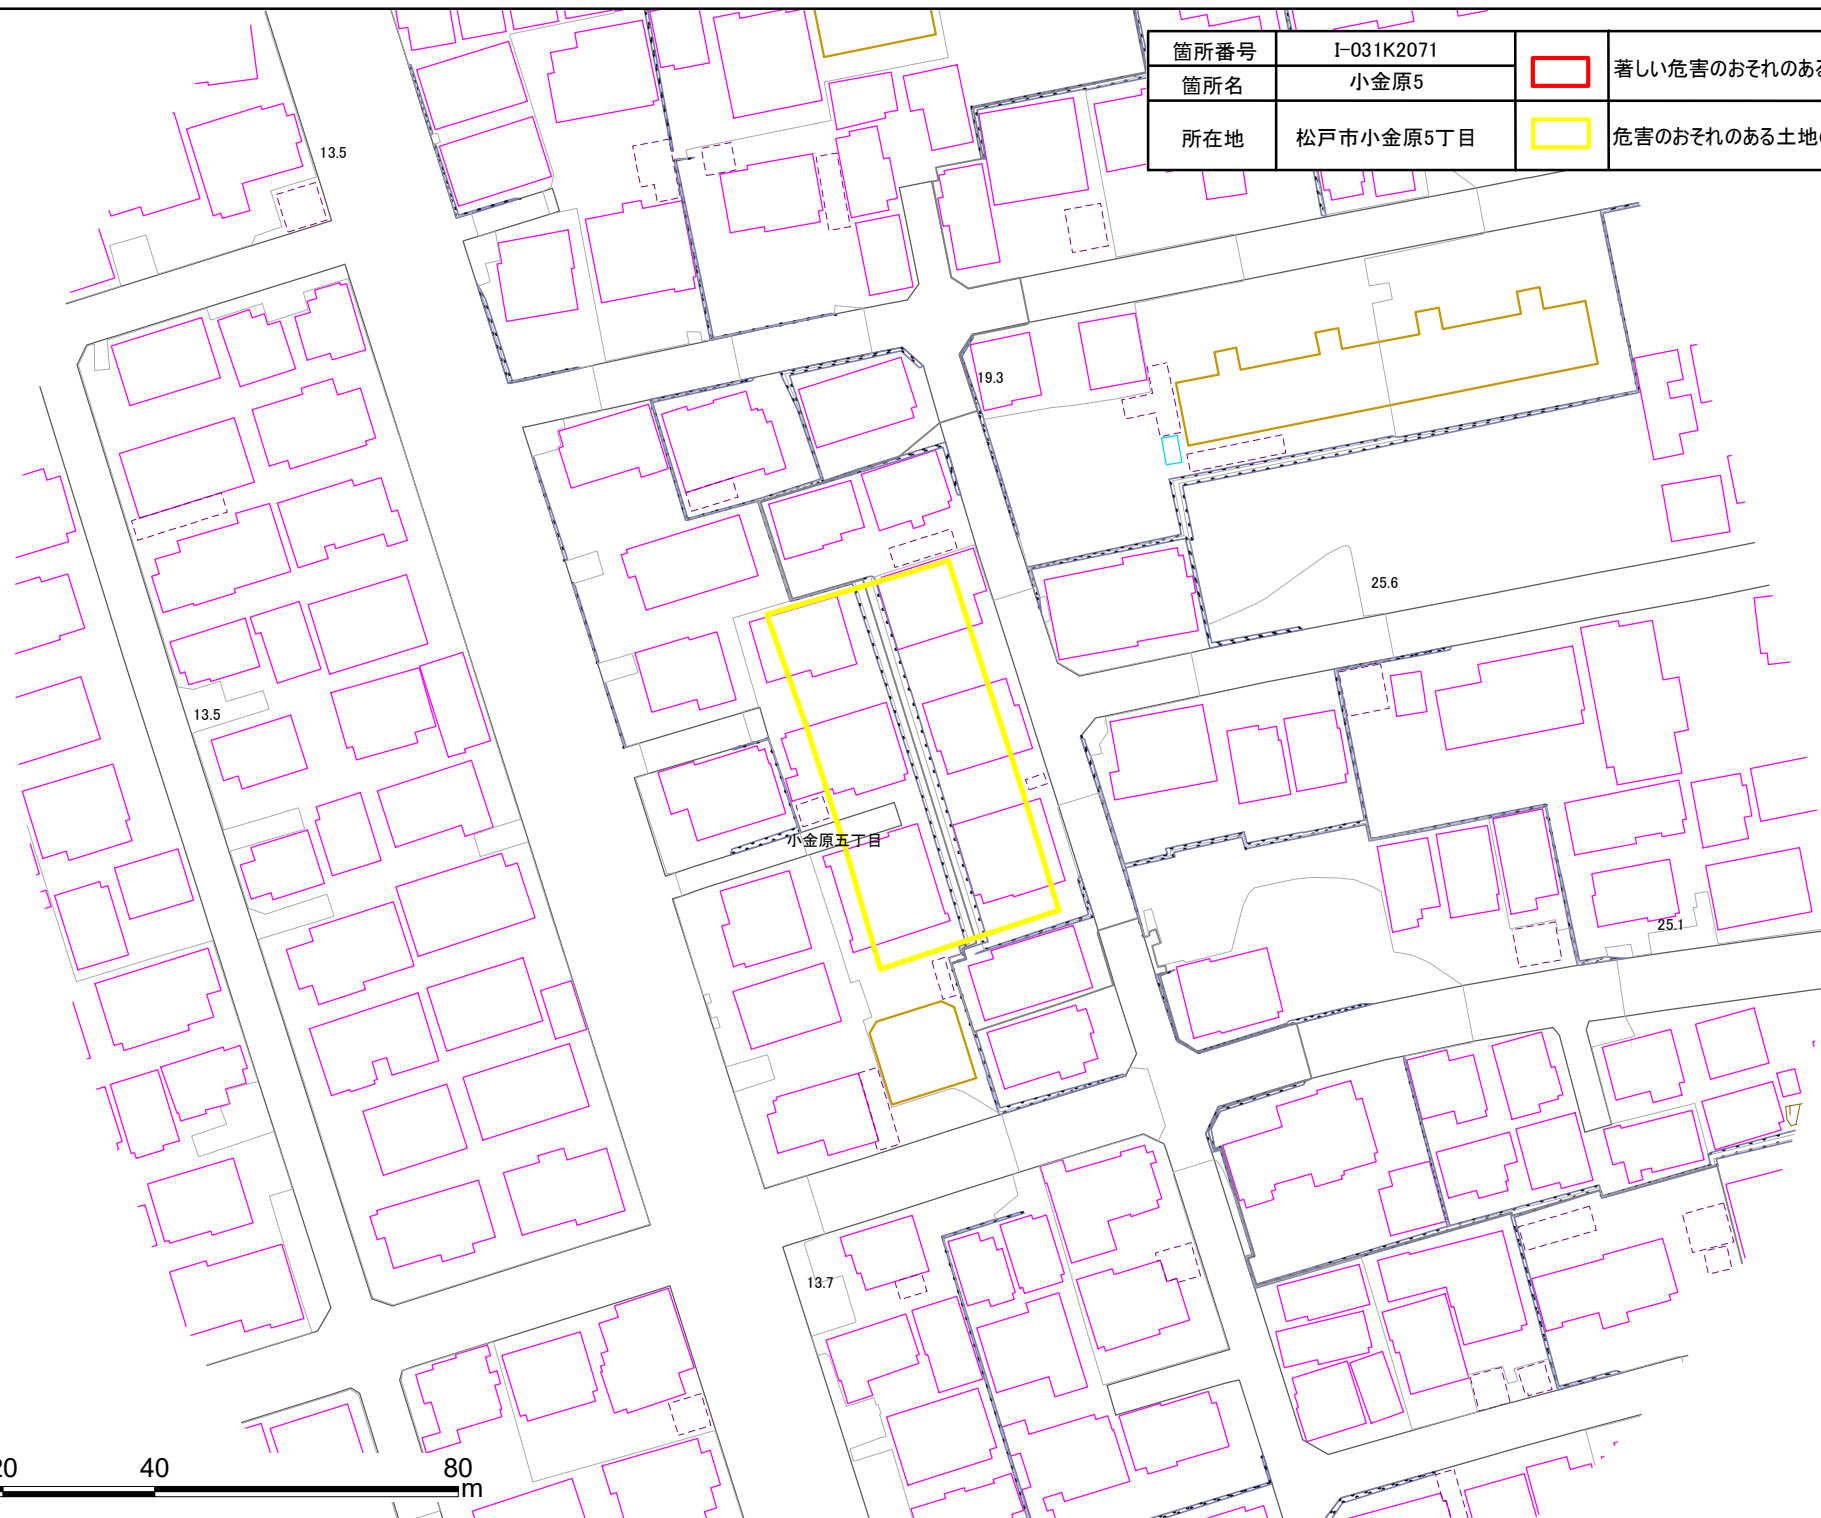 箇所番号 I-031K2071 著しい危害のおそれのある
箇所名 小金原5
所在地 松戸市小金原5丁目 危害のおそれのある土地の
13.5
19.3
25.6
13.5
小金原五丁目
25.1
13.7
20 40 80
m